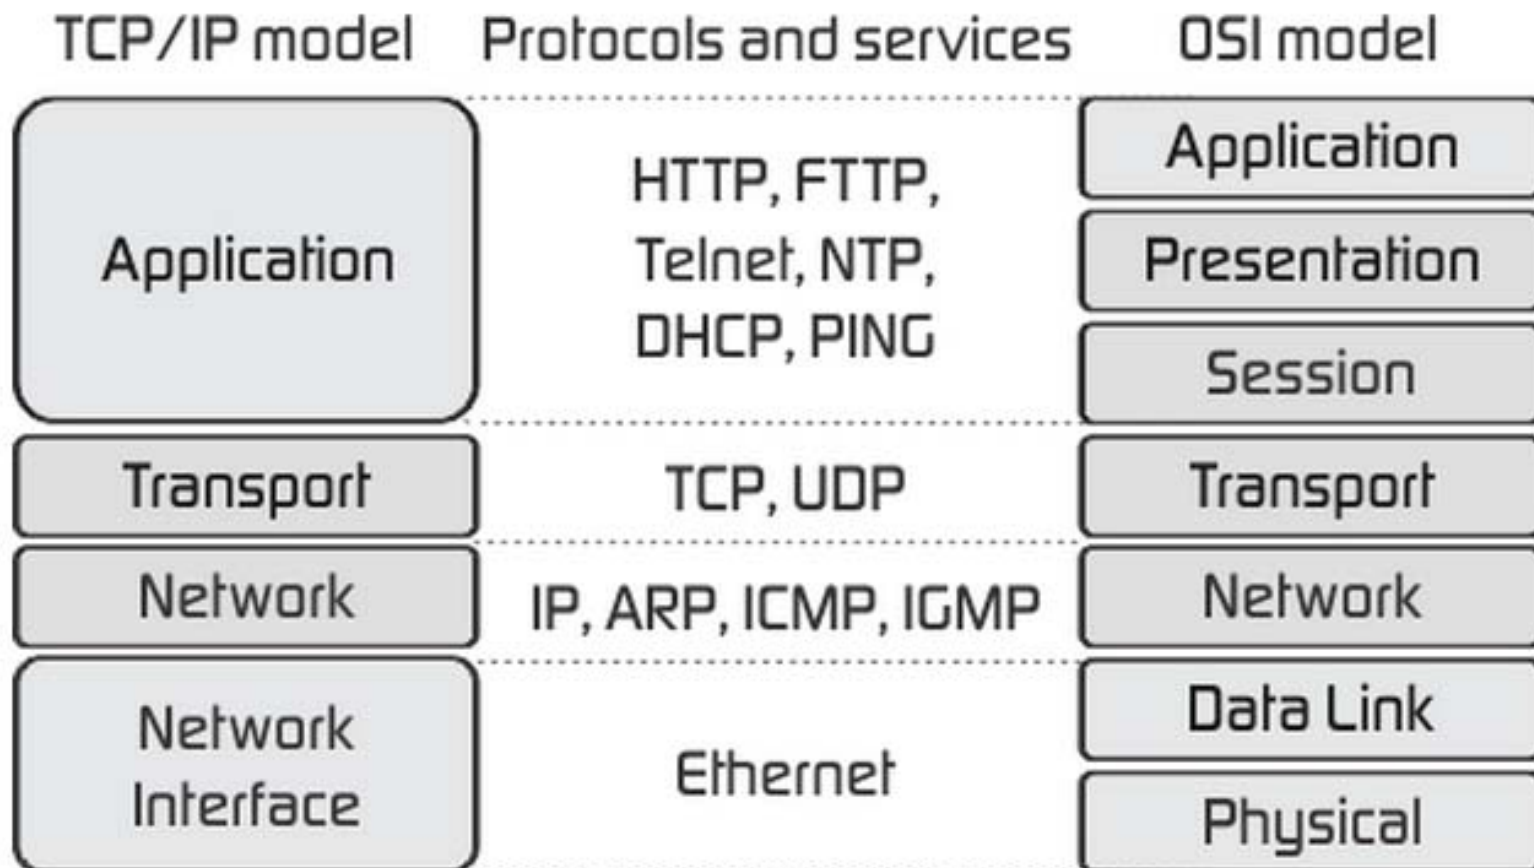 TCP/IP model
Protocols and services
OSI model
Application
HTTP, FTTP,
Telnet, NTP,
DHCP, PING
Application
Presentation
Session
Transport
TCP, UDP
Transport
Network
IP, ARP, ICMP, IGMP
Network
Network
Interface
Ethernet
Data Link
Physical